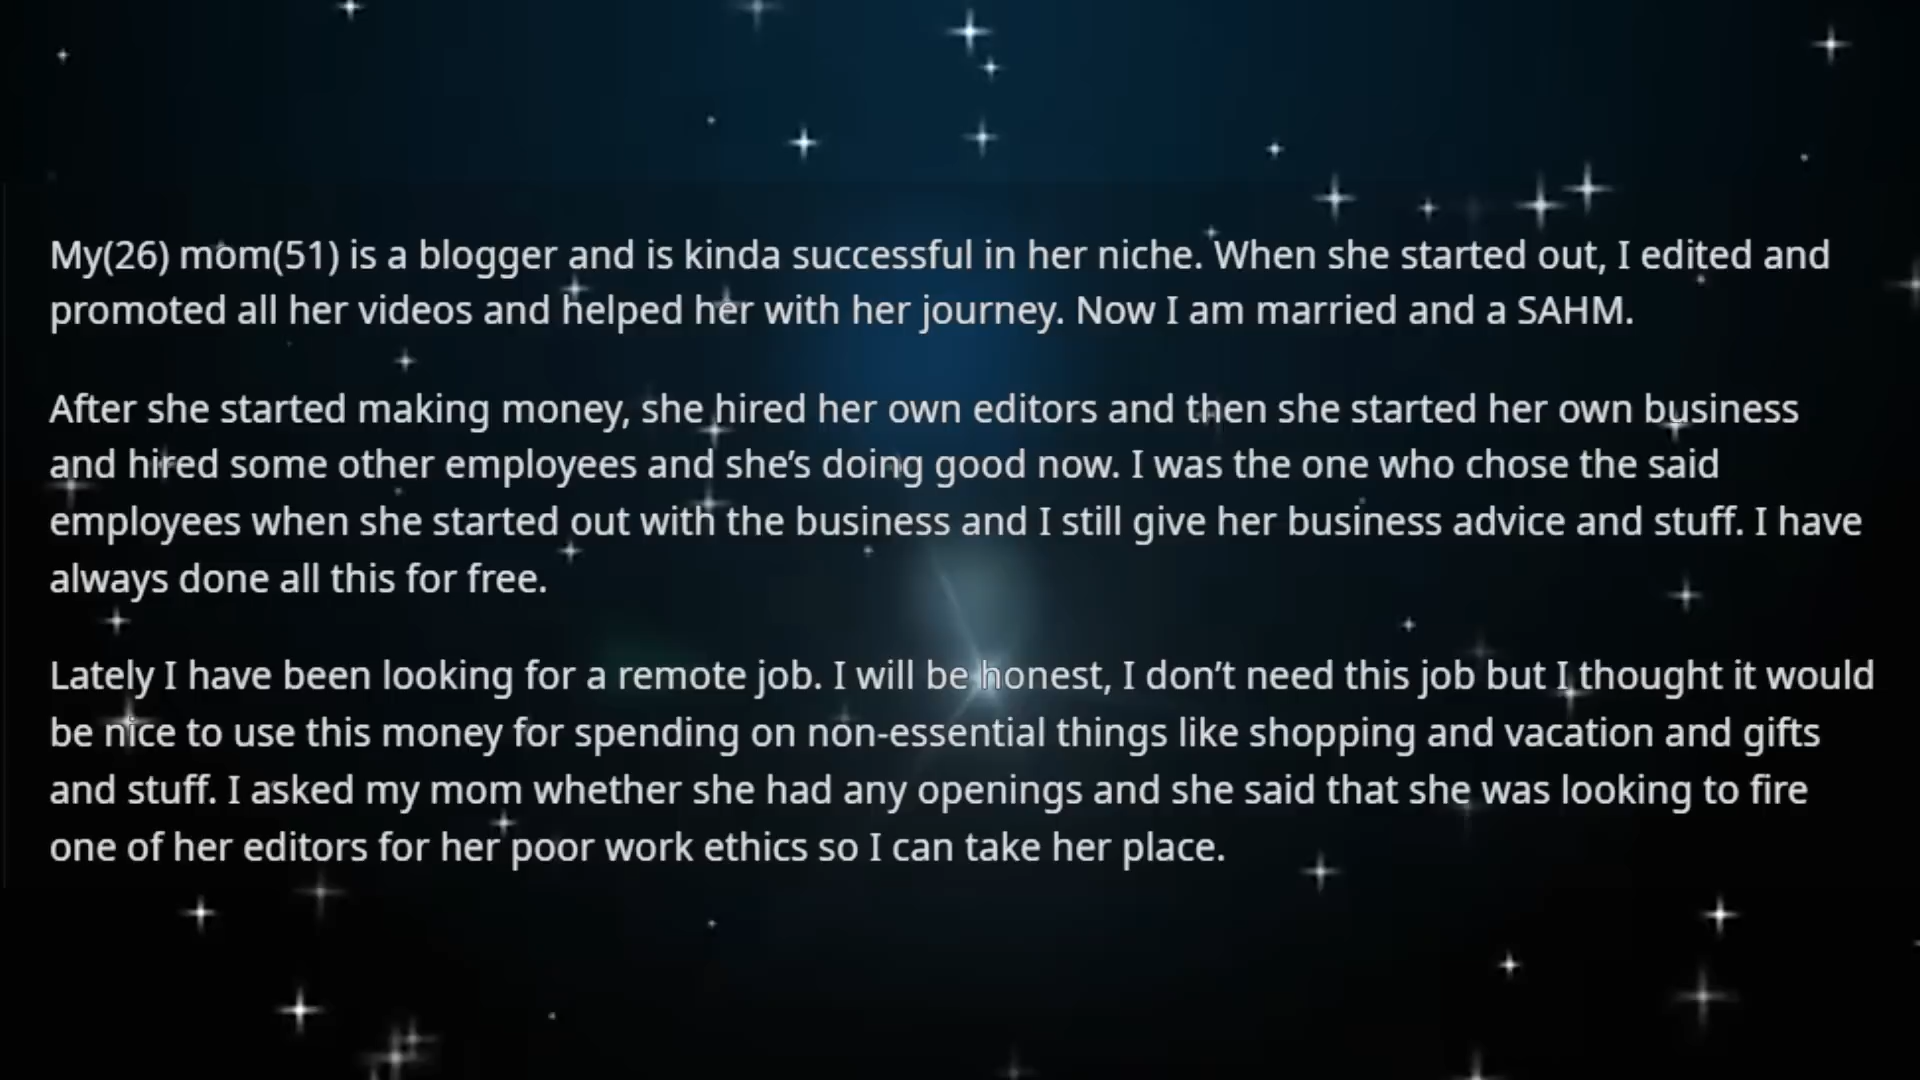 My(26) mom(51) is a blogger and is kinda successful in her niche. When she started out, I edited and
promoted all her videos and helped her with her journey. Now I am married and a SAHM.
After she started making money, she hired her own editors and then she started her own business
and hired some other employees and she’s doing good now. I was the one who chose the said
employees when she started out with the business and I still give her business advice and stuff. I have
always done all this for free.
Lately I have been looking for a remote job. I will be honest, I don’t need this job but I thought it would
be nice to use this money for spending on non-essential things like shopping and vacation and gifts
and stuff. I asked my mom whether she had any openings and she said that she was looking to fire
one of her editors for her poor work ethics so I can take her place.